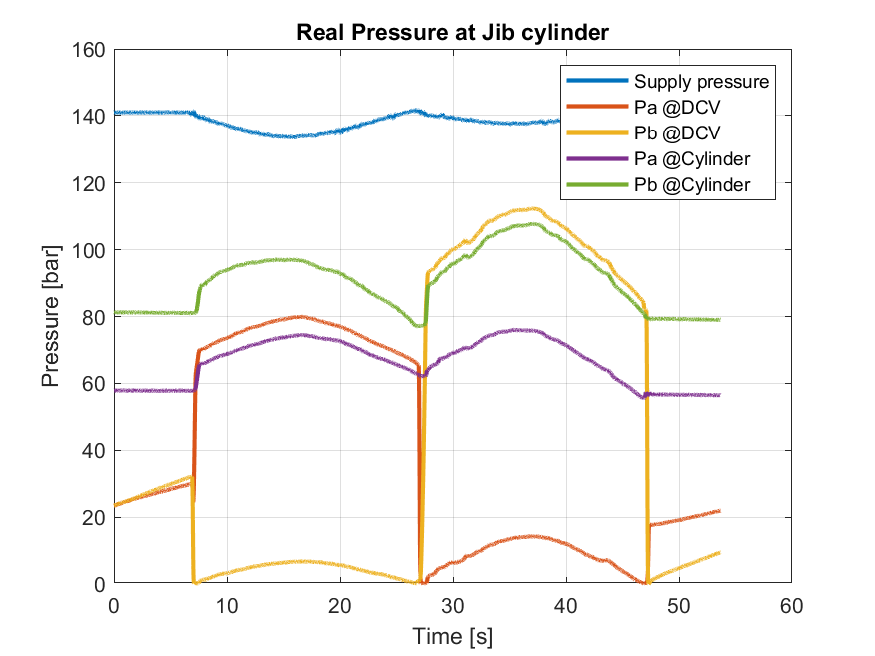 Real Pressure at Jib cylinder
160
140
120
100
80
60
40
20
0
Pressure [bar]
Supply pressure
Pa @DCV
Pb @DCV
Pa @Cylinder
Pb @Cylinder
0 10 20 30 40 50 60
Time [s]